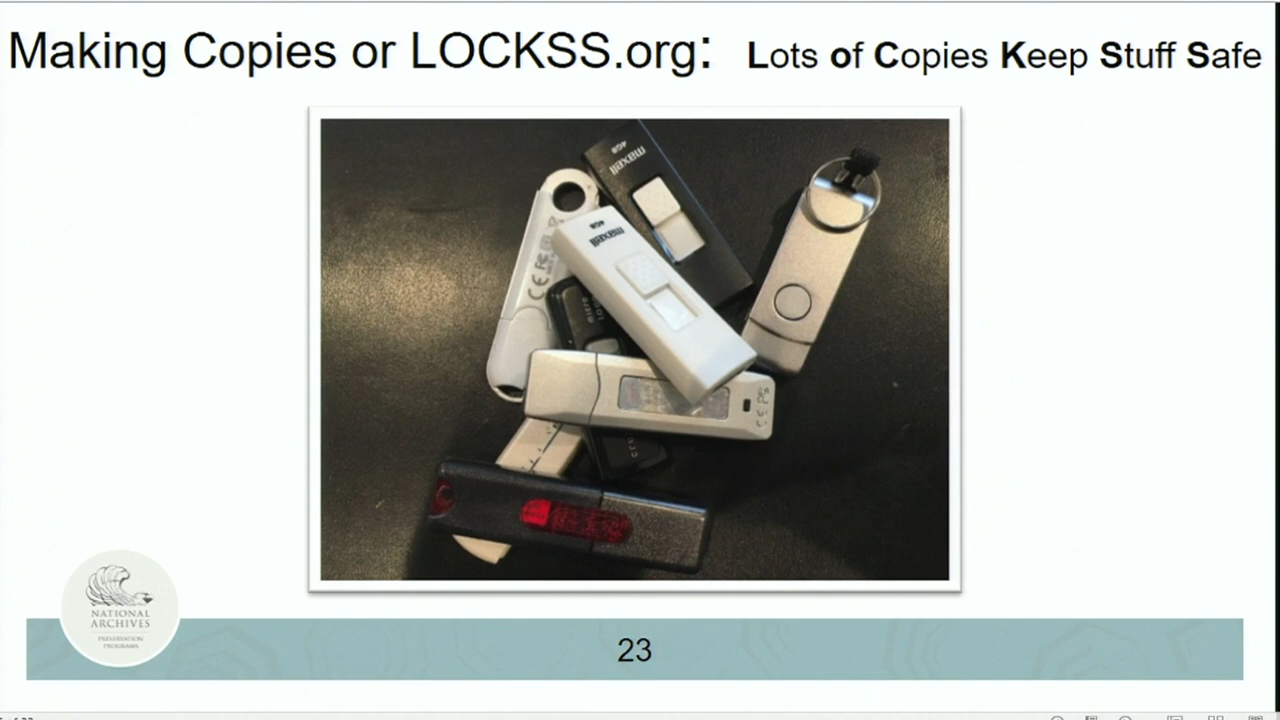 Making Copies or LOCKSS.org: Lots of Copies Keep Stuff Safe
maxell
4GB
maxell
4GB
NATIONAL
ARCHIVES
PRESERVATION
PROGRAMS
23